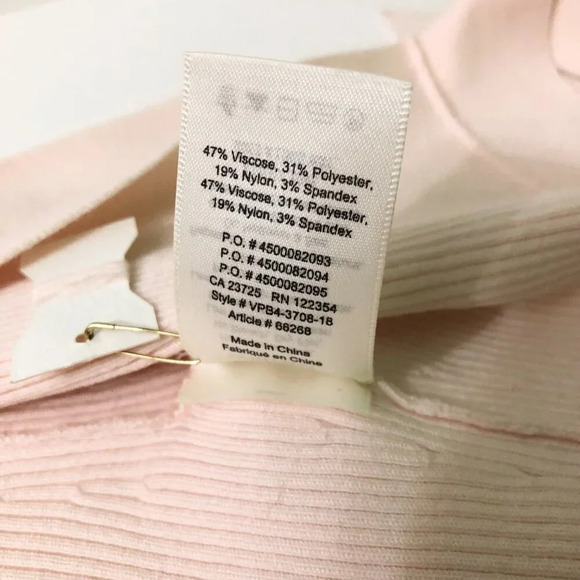 47% Viscose, 31% Polyester,
19% Nylon, 3% Spandex
47% Viscose, 31% Polyester,
19% Nylon, 3% Spandex
P.O. # 4500082093
P.O. # 4500082094
P.O. # 4500082095
CA 23725 RN 122354
Style # VPB4-3708-18
Article # 66268
Made in China
Fabriqué en Chine